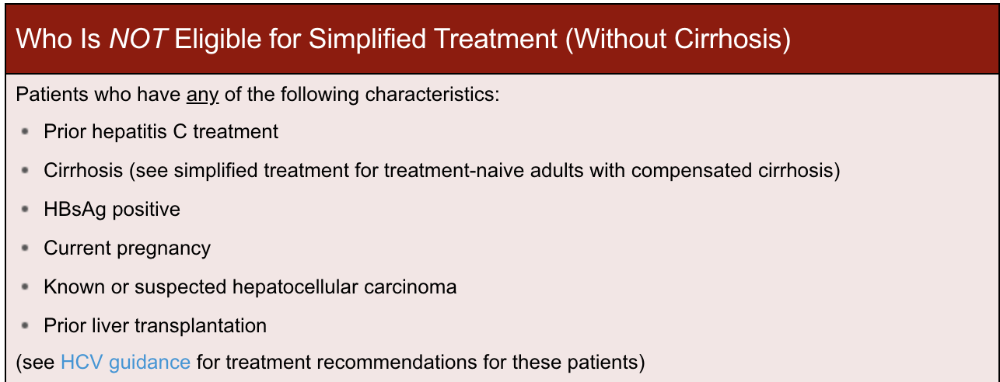 Who Is NOT Eligible for Simplified Treatment (Without Cirrhosis)
Patients who have any of the following characteristics:
• Prior hepatitis C treatment
• Cirrhosis (see simplified treatment for treatment-naive adults with compensated cirrhosis)
• HBsAg positive
• Current pregnancy
• Known or suspected hepatocellular carcinoma
• Prior liver transplantation
(see HCV guidance for treatment recommendations for these patients)